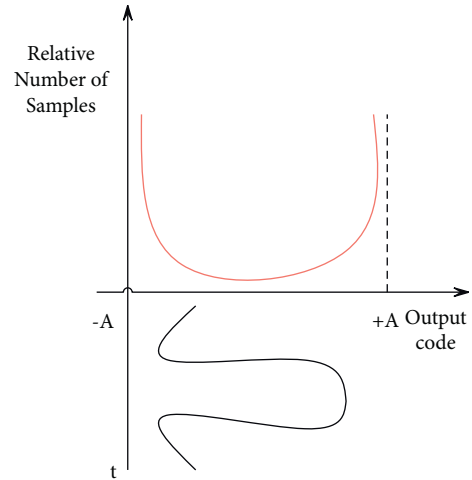 Relative
Number of
Samples
-A
+A
Output
code
t